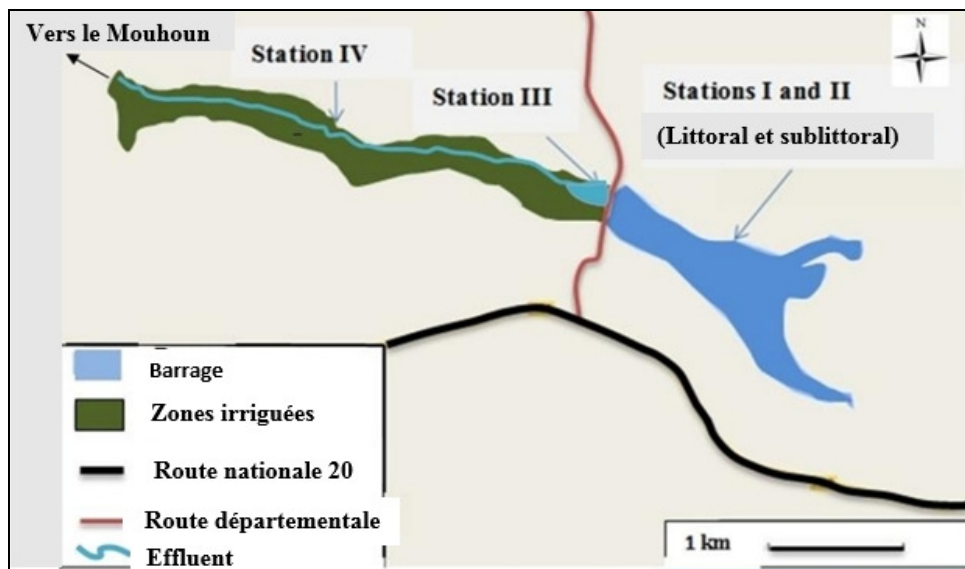 Vers le Mouhoun
N
Station IV
Station III
Stations I and II
(Littoral et sublittoral)
Barrage
Zones irriguées
Route nationale 20
Route départementale
Effluent
1 km